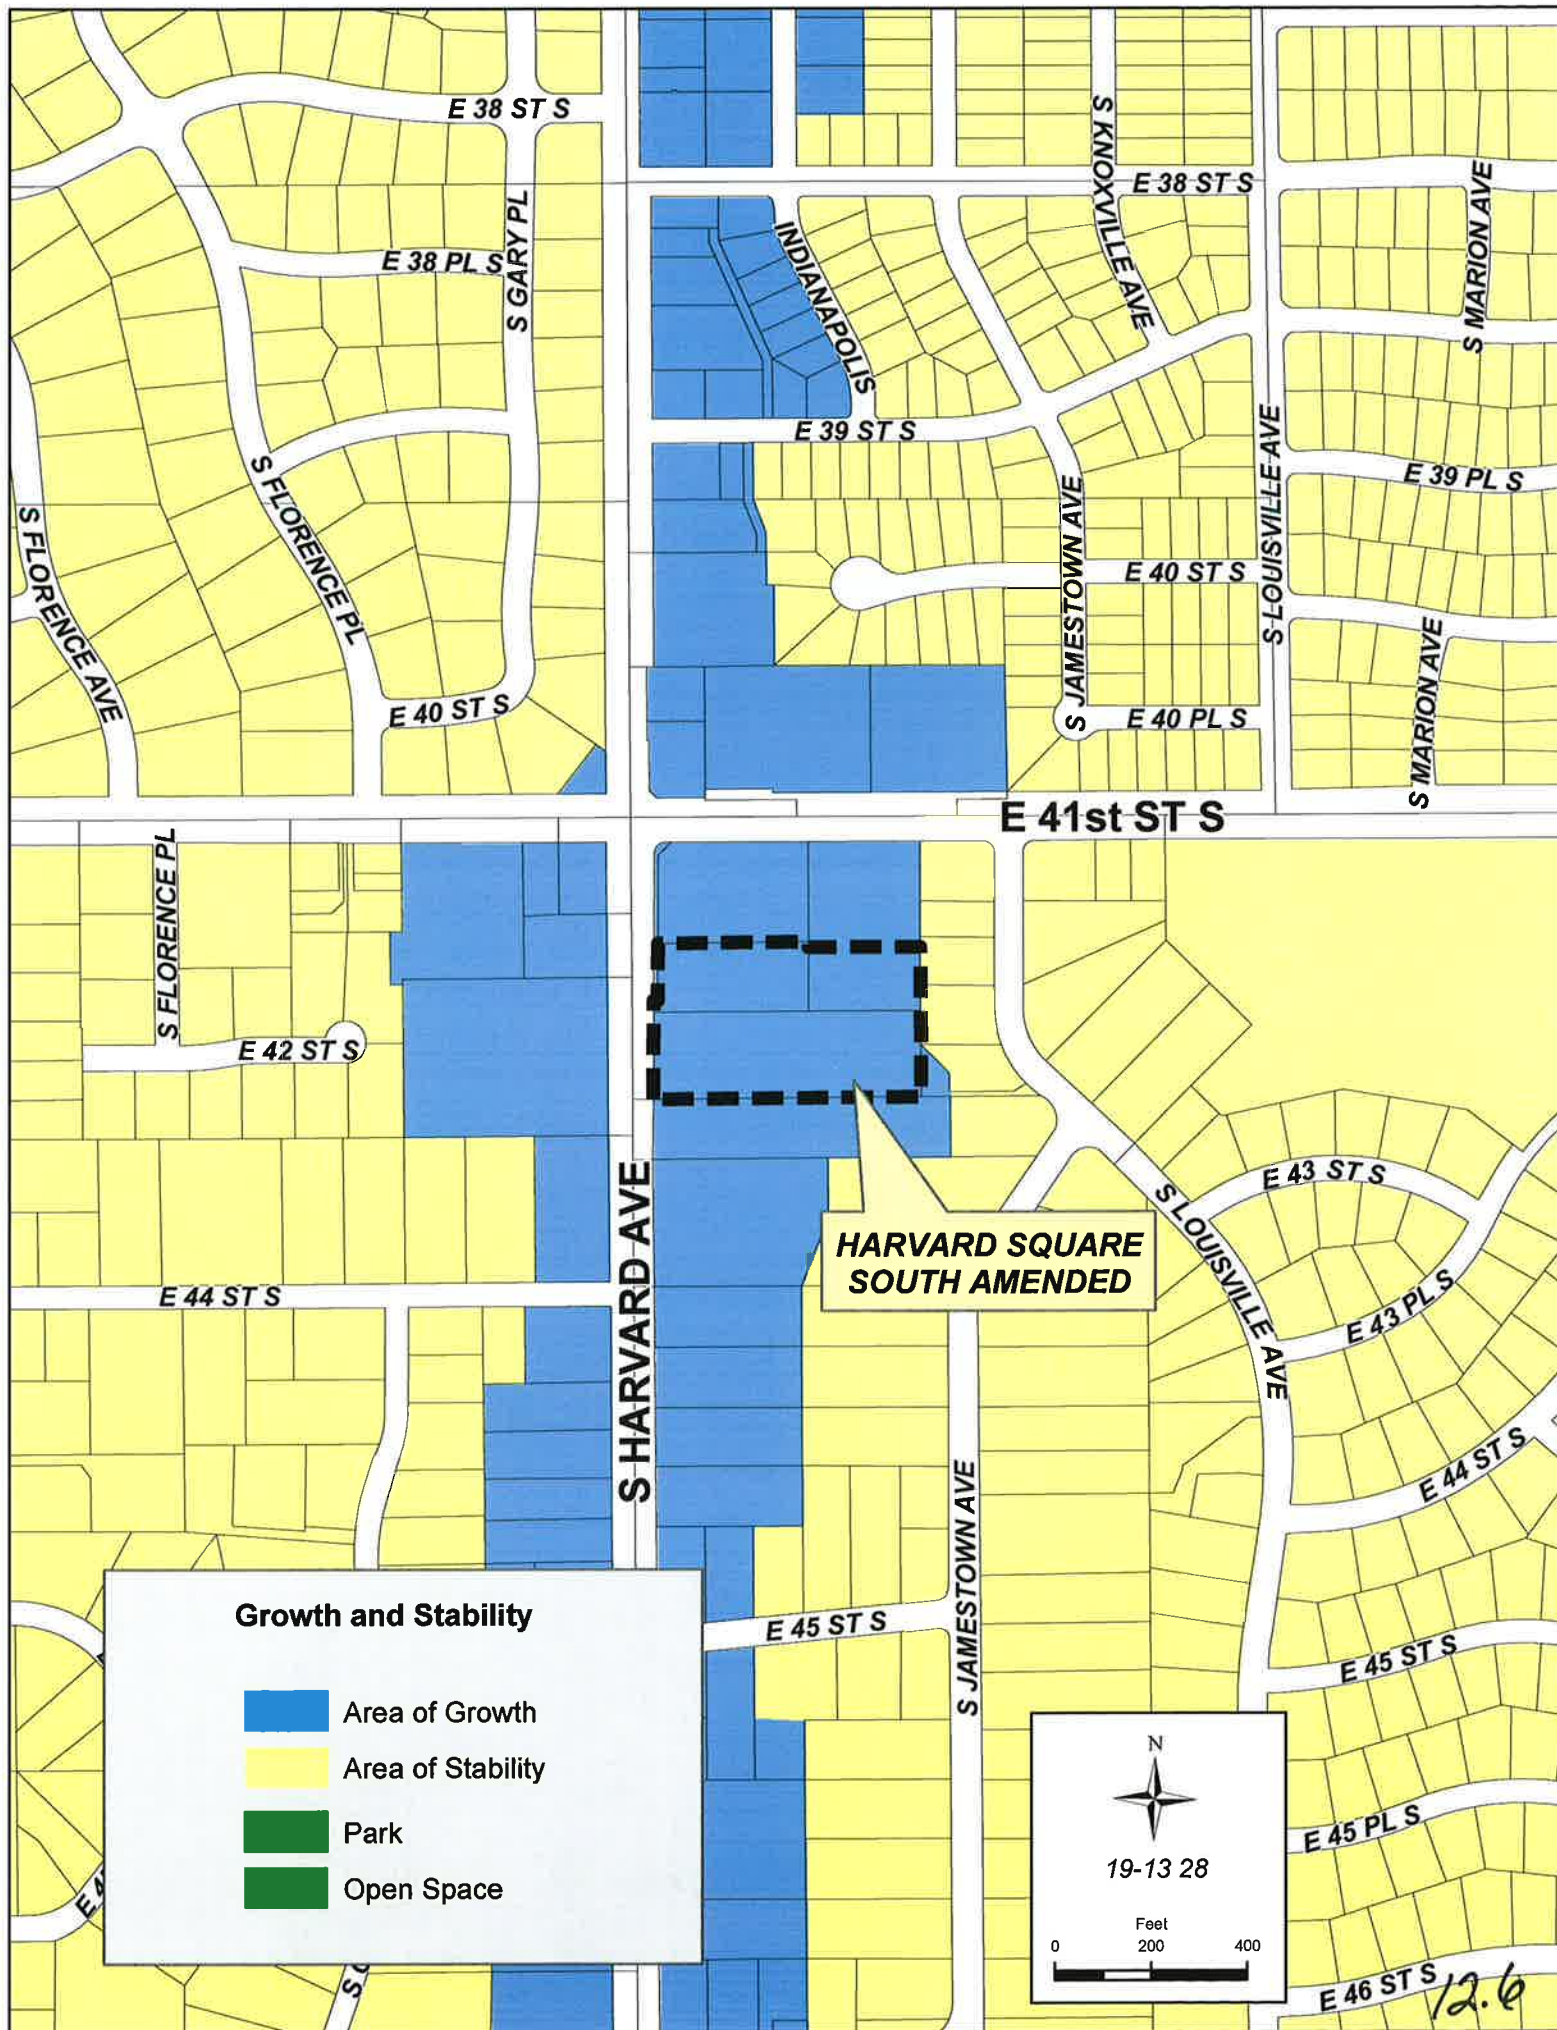 E 38 ST S
S KNOXVILLE AVE
E 38 ST S
S MARION AVE
S GARY PL
E 38 PL S
INDIANAPOLIS
E 39 ST S
S LOUISVILLE AVE
E 39 PL S
S FLORENCE PL
S FLORENCE AVE
S JAMESTOWN AVE
E 40 ST S
S MARION AVE
E 40 ST S
E 40 PL S
E 41st ST S
S FLORENCE PL
E 42 ST S
S HARVARD AVE
E 43 ST S
S LOUISVILLE AVE
HARVARD SQUARE
SOUTH AMENDED
E 44 ST S
E 43 PL S
E 44 ST S
S JAMESTOWN AVE
Growth and Stability
E 45 ST S
E 45 ST S
Area of Growth
Area of Stability
Park
Open Space
N
19-13 28
Feet
0 200 400
E 45 PL S
E 46 ST S
12.6